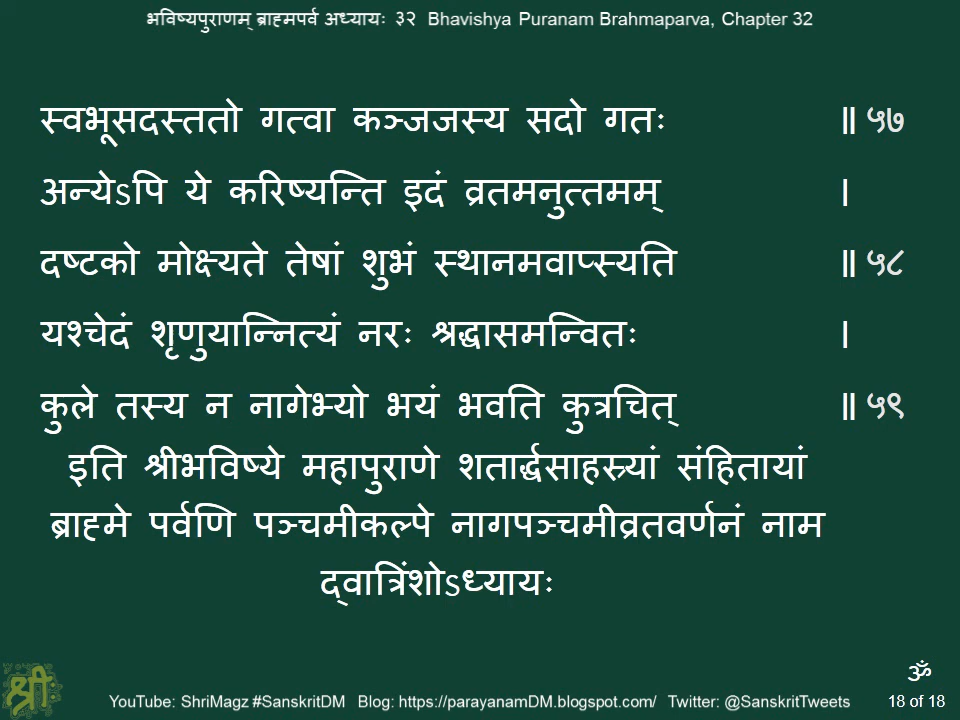 भविष्यपुराणम् ब्राह्मपर्व अध्यायः ३२ Bhavishya Puranam Brahmaparva, Chapter 32
स्वभूसदस्ततो गत्वा कञ्जजस्य सदो गतः ॥ ५७
अन्येऽपि ये करिष्यन्ति इदं व्रतमनुत्तमम् ।
दष्टको मोक्ष्यते तेषां शुभं स्थानमवाप्स्यति ॥ ५८
यश्चेदं शृणुयान्नित्यं नरः श्रद्धासमन्वितः ।
कुले तस्य न नागेभ्यो भयं भवति कुत्रचित् ॥ ५९
इति श्रीभविष्ये महापुराणे शतार्द्धसाहस्र्यां संहितायां
ब्राह्मे पर्वणि पञ्चमीकल्पे नागपञ्चमीव्रतवर्णनं नाम
द्वात्रिंशोऽध्यायः
ॐ
श्रीः
YouTube: ShriMagz #SanskritDM Blog: https://parayanamDM.blogspot.com/ Twitter: @SanskritTweets 18 of 18